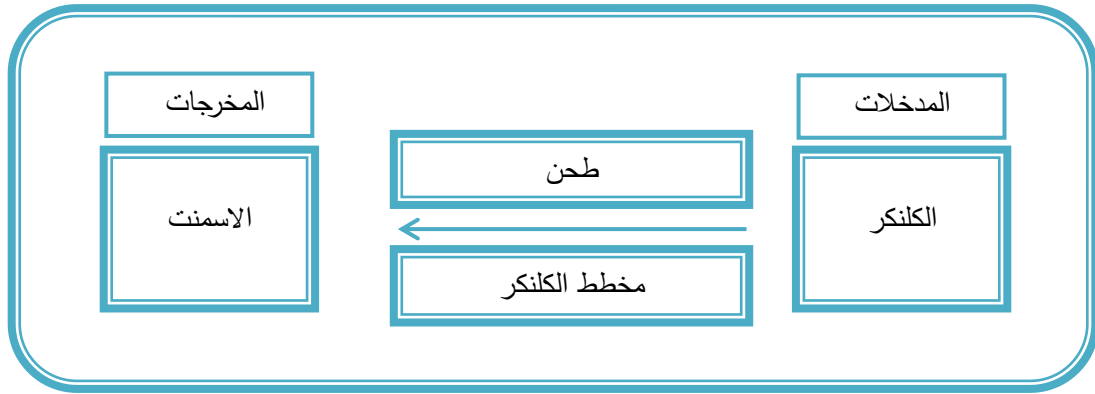 المدخلات
المخرجات
طحن
الكلنكر
الاسمنت
مخطط الكلنكر